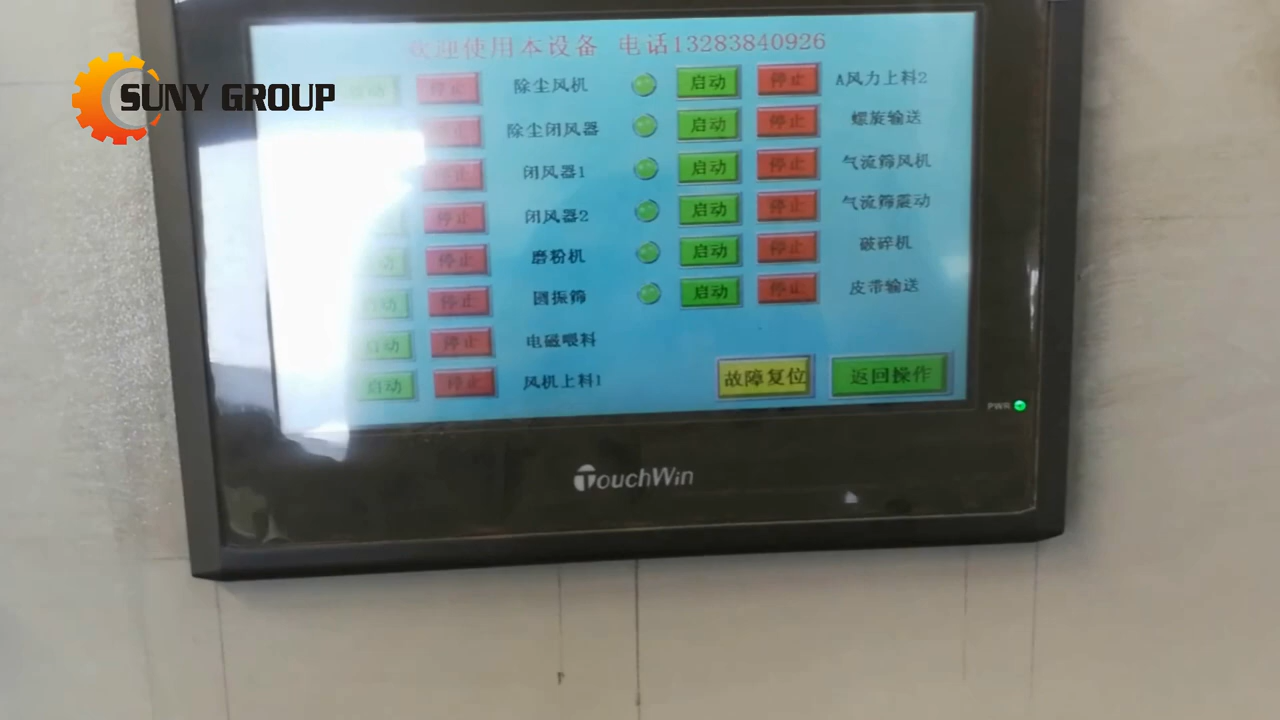 SUNY GROUP
欢迎使用本设备 电话13283840926
启动 停止 除尘风机 启动 停止 A风力上料2
停止 除尘闭风器 启动 停止 螺旋输送
停止 闭风器1 启动 停止 气流筛风机
停止 闭风器2 启动 停止 气流筛震动
启动 停止 磨粉机 启动 停止 破碎机
启动 停止 圆振筛 启动 停止 皮带输送
启动 停止 电磁喂料
启动 停止 风机上料1
故障复位 返回操作
PWR
TouchWin